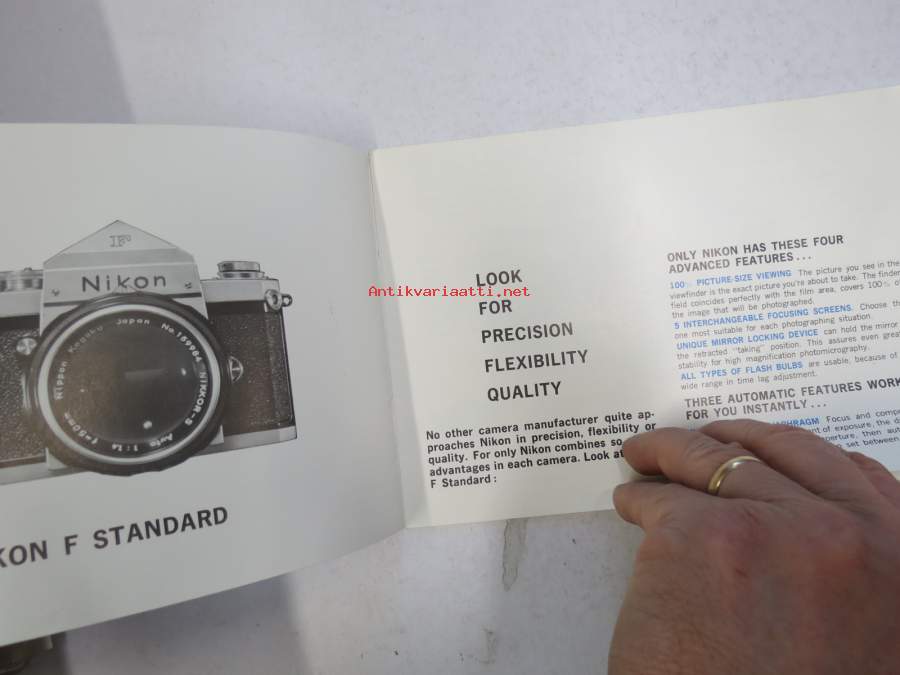 F
Nikon
Nippon Kogaku Japan No.159984 NIKKOR-S Auto 1:1.4 f=50mm
KON F STANDARD
LOOK
FOR
PRECISION
FLEXIBILITY
QUALITY
No other camera manufacturer quite ap-
proaches Nikon in precision, flexibility or
quality. For only Nikon combines so
advantages in each camera. Look at
F Standard:
ONLY NIKON HAS THESE FOUR
ADVANCED FEATURES...
100% PICTURE-SIZE VIEWING The picture you see in the
viewfinder is the exact picture you're about to take. The finder
field coincides perfectly with the film area, covers 100% of
the image that will be photographed.
5 INTERCHANGEABLE FOCUSING SCREENS. Choose the
one most suitable for each photographing situation.
UNIQUE MIRROR LOCKING DEVICE can hold the mirror
the retracted "taking" position. This assures even great
stability for high magnification photomicrography.
ALL TYPES OF FLASH BULBS are usable, because of
wide range in time lag adjustment.
THREE AUTOMATIC FEATURES WORK
FOR YOU INSTANTLY...
Focus and comp
of exposure, the d
then aut
set between
Antikvariaatti.net